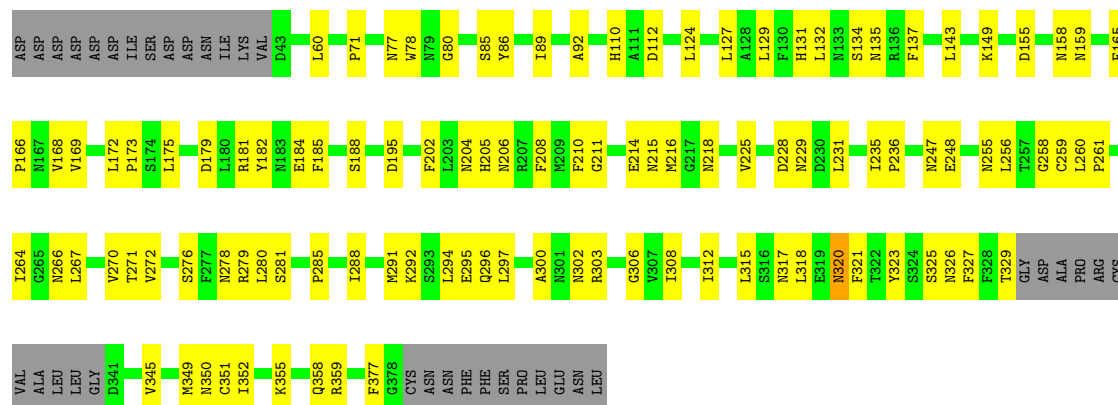 ASP ASP ASP ASP ASP ASP ILE SER ASP ASP ASN ILE LYS VAL D43 L60 P71 N77 W78 N79 G80 S85 Y86 I89 A92 H110 A111 D112 L124 L127 A128 L129 F130 H131 L132 N133 S134 N135 R136 F137 L143 K149 D155 N158 N159
P166 N167 V168 V169 L172 P173 S174 L175 D179 L180 R181 Y182 N183 E184 F185 S188 D195 F202 L203 N204 H205 N206 R207 F208 M209 F210 G211 E214 N215 M216 G217 N218 V225 D228 N229 D230 L231 I235 P236 N247 E248 N255 L256 T257 G258 C259 L260 P261
I264 G265 N266 L267 V270 T271 V272 S276 F277 N278 R279 L280 S281 P285 I288 M291 K292 S293 L294 E295 Q296 L297 A300 N301 N302 R303 G306 V307 I308 I312 L315 S316 N317 L318 E319 N320 F321 T322 Y323 S324 S325 N326 F327 F328 T329 GLY ASP ALA PRO ARG CYS
VAL ALA LEU LEU GLY D341 V345 M349 N350 C351 I352 K355 Q358 R359 F377 G378 CYS ASN ASN PHE PHE SER PRO LEU GLU ASN LEU